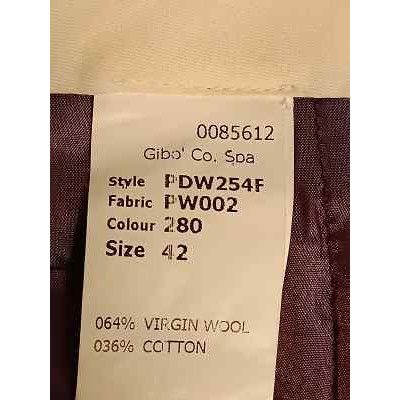 0085612
Gibo' Co. Spa
Style PDW254F
Fabric PW002
Colour 280
Size 42
064% VIRGIN WOOL
036% COTTON